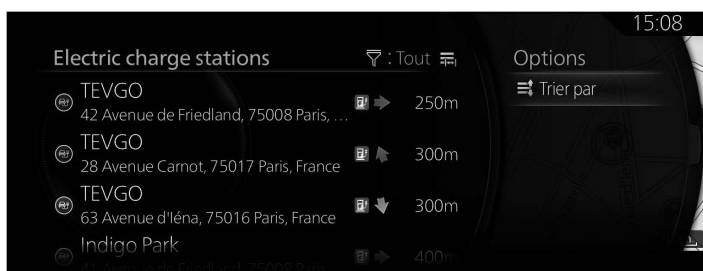 15:08
Electric charge stations
: Tout
Options
Trier par
TEVGO
42 Avenue de Friedland, 75008 Paris, ...
250m
TEVGO
28 Avenue Carnot, 75017 Paris, France
300m
TEVGO
63 Avenue d'Iéna, 75016 Paris, France
300m
Indigo Park
400m